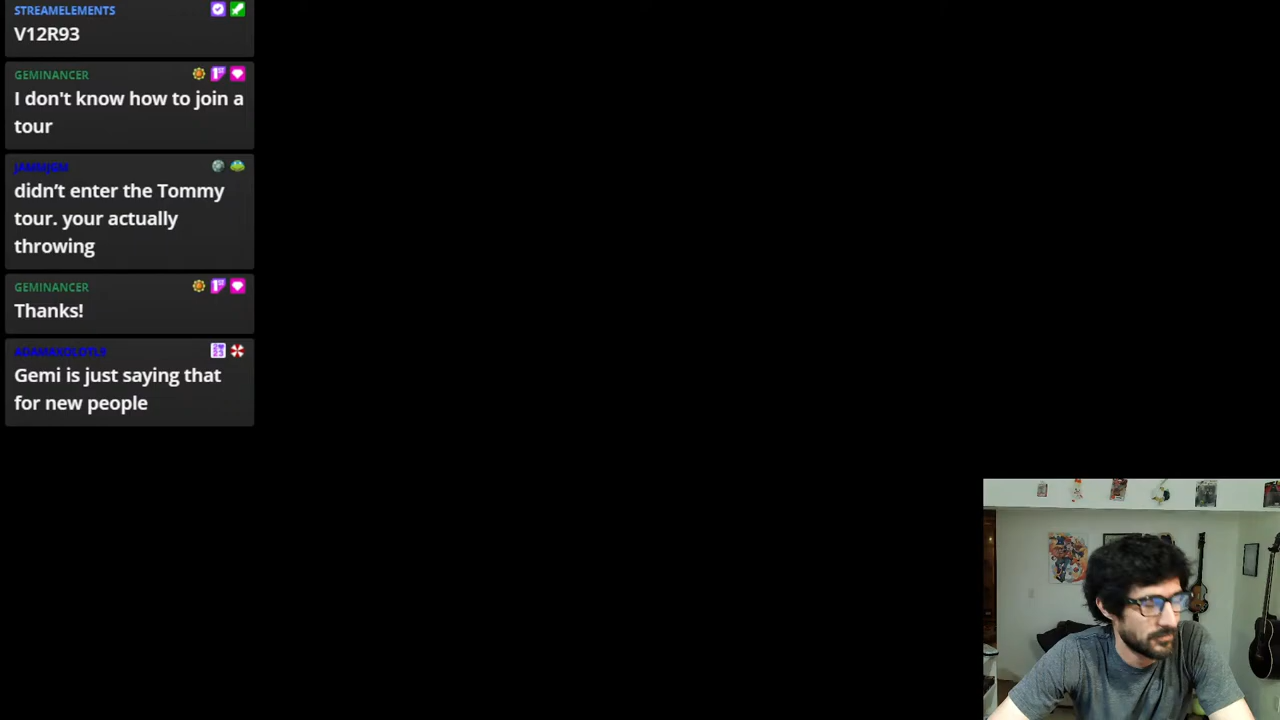 STREAMELEMENTS
V12R93
GEMINANCER
I don't know how to join a
tour
JAMMJEM
didn't enter the Tommy
tour. your actually
throwing
GEMINANCER
Thanks!
Gemi is just saying that
for new people